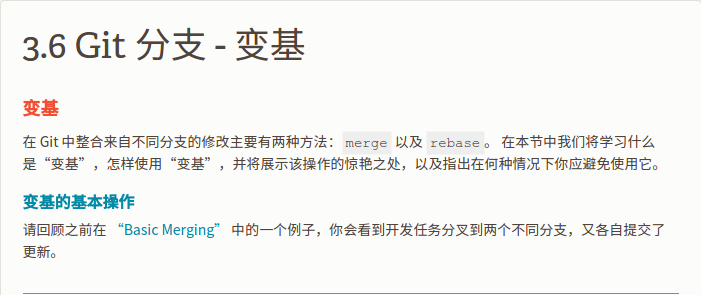 3.6 Git 分支 - 变基
变基
在 Git 中整合来自不同分支的修改主要有两种方法：merge 以及 rebase。 在本节中我们将学习什么
是“变基”，怎样使用“变基”，并将展示该操作的惊艳之处，以及指出在何种情况下你应避免使用它。
变基的基本操作
请回顾之前在 “Basic Merging” 中的一个例子，你会看到开发任务分叉到两个不同分支，又各自提交了
更新。